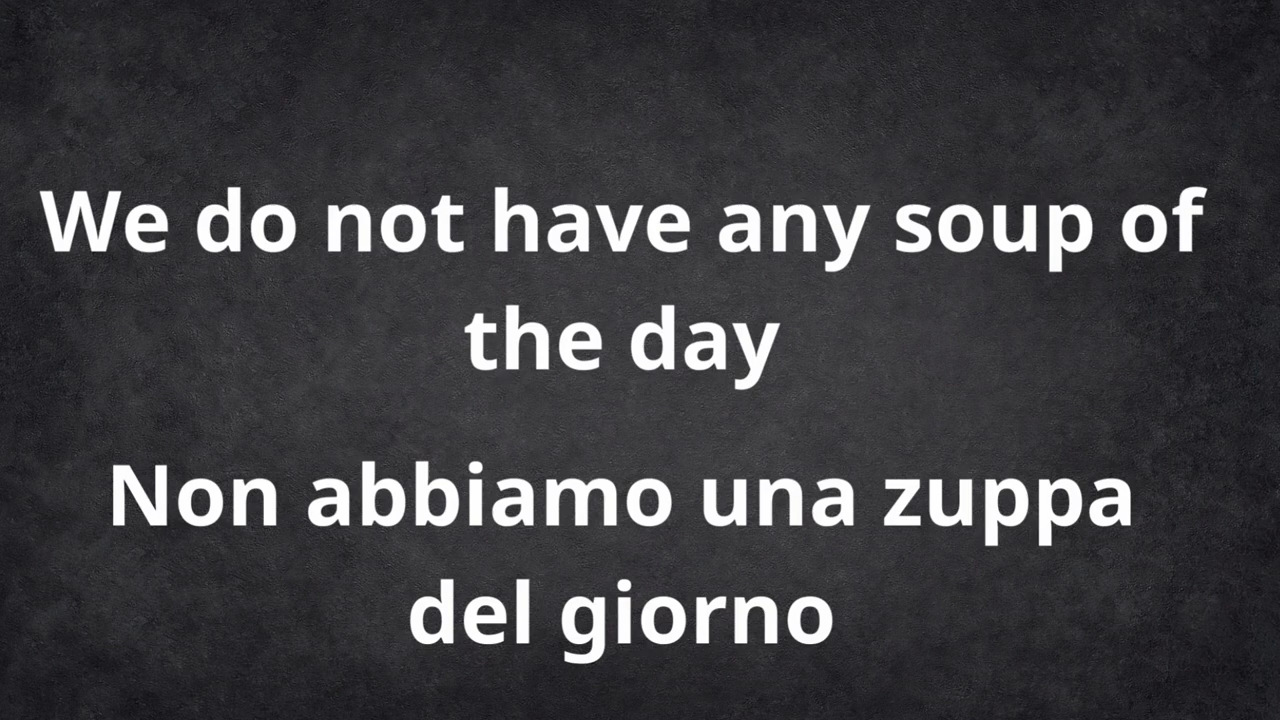 We do not have any soup of
the day
Non abbiamo una zuppa
del giorno